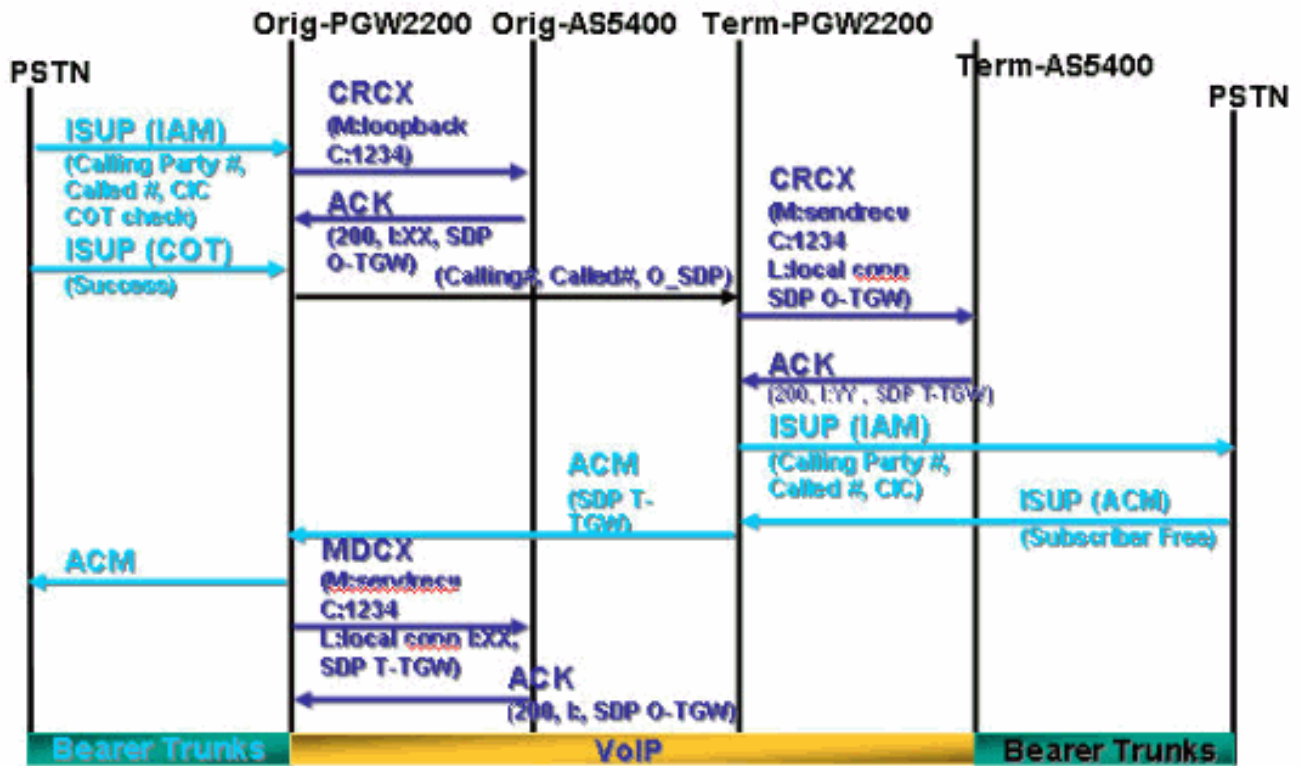 Orig-PGW2200 Orig-AS5400 Term-PGW2200
Term-AS5400
PSTN
PSTN
ISUP (IAM)
(Calling Party #,
Called #, CIC
COT check)
ISUP (COT)
(Success)
CRCX
(M:loopback
C:1234)
ACK
(200, I:XX, SDP
O-TGW)
(Calling#, Called#, O_SDP)
CRCX
(M:sendrecv
C:1234
L:local conn
SDP O-TGW)
ACK
(200, I:YY , SDP T-TGW)
ISUP (IAM)
(Calling Party #,
Called #, CIC)
ISUP (ACM)
(Subscriber Free)
ACM
(SDP T-
TGW)
ACM
MDCX
(M:sendrecv
C:1234
L:local conn I:XX,
SDP T-TGW)
ACK
(200, I:, SDP O-TGW)
Bearer Trunks
VoIP
Bearer Trunks